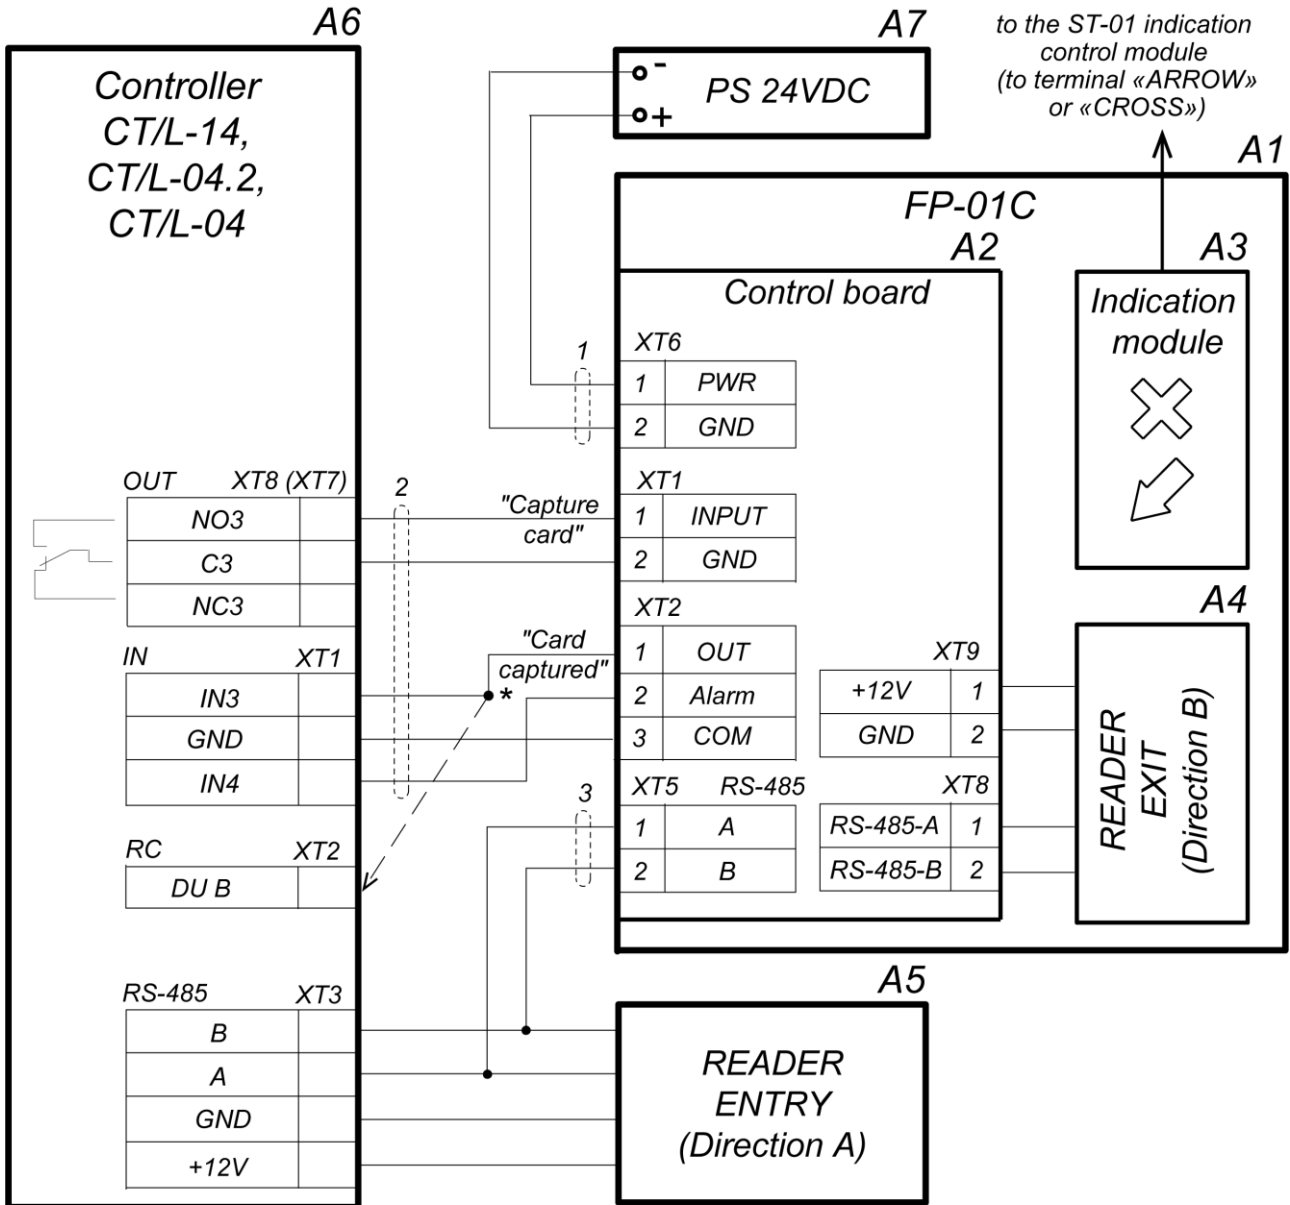 A6
Controller
CT/L-14,
CT/L-04.2,
CT/L-04
OUT XT8 (XT7)
NO3
C3
NC3
IN XT1
IN3
GND
IN4
RC XT2
DU B
RS-485 XT3
B
A
GND
+12V
1
2
3
"Capture
card"
"Card
captured"
*
A7
-
+
PS 24VDC
to the ST-01 indication
control module
(to terminal «ARROW»
or «CROSS»)
A1
FP-01C
A2
Control board
XT6
1 PWR
2 GND
XT1
1 INPUT
2 GND
XT2
1 OUT
2 Alarm
3 COM
XT5 RS-485
1 A
2 B
XT9
+12V 1
GND 2
XT8
RS-485-A 1
RS-485-B 2
A3
Indication
module
A4
READER
EXIT
(Direction B)
A5
READER
ENTRY
(Direction A)